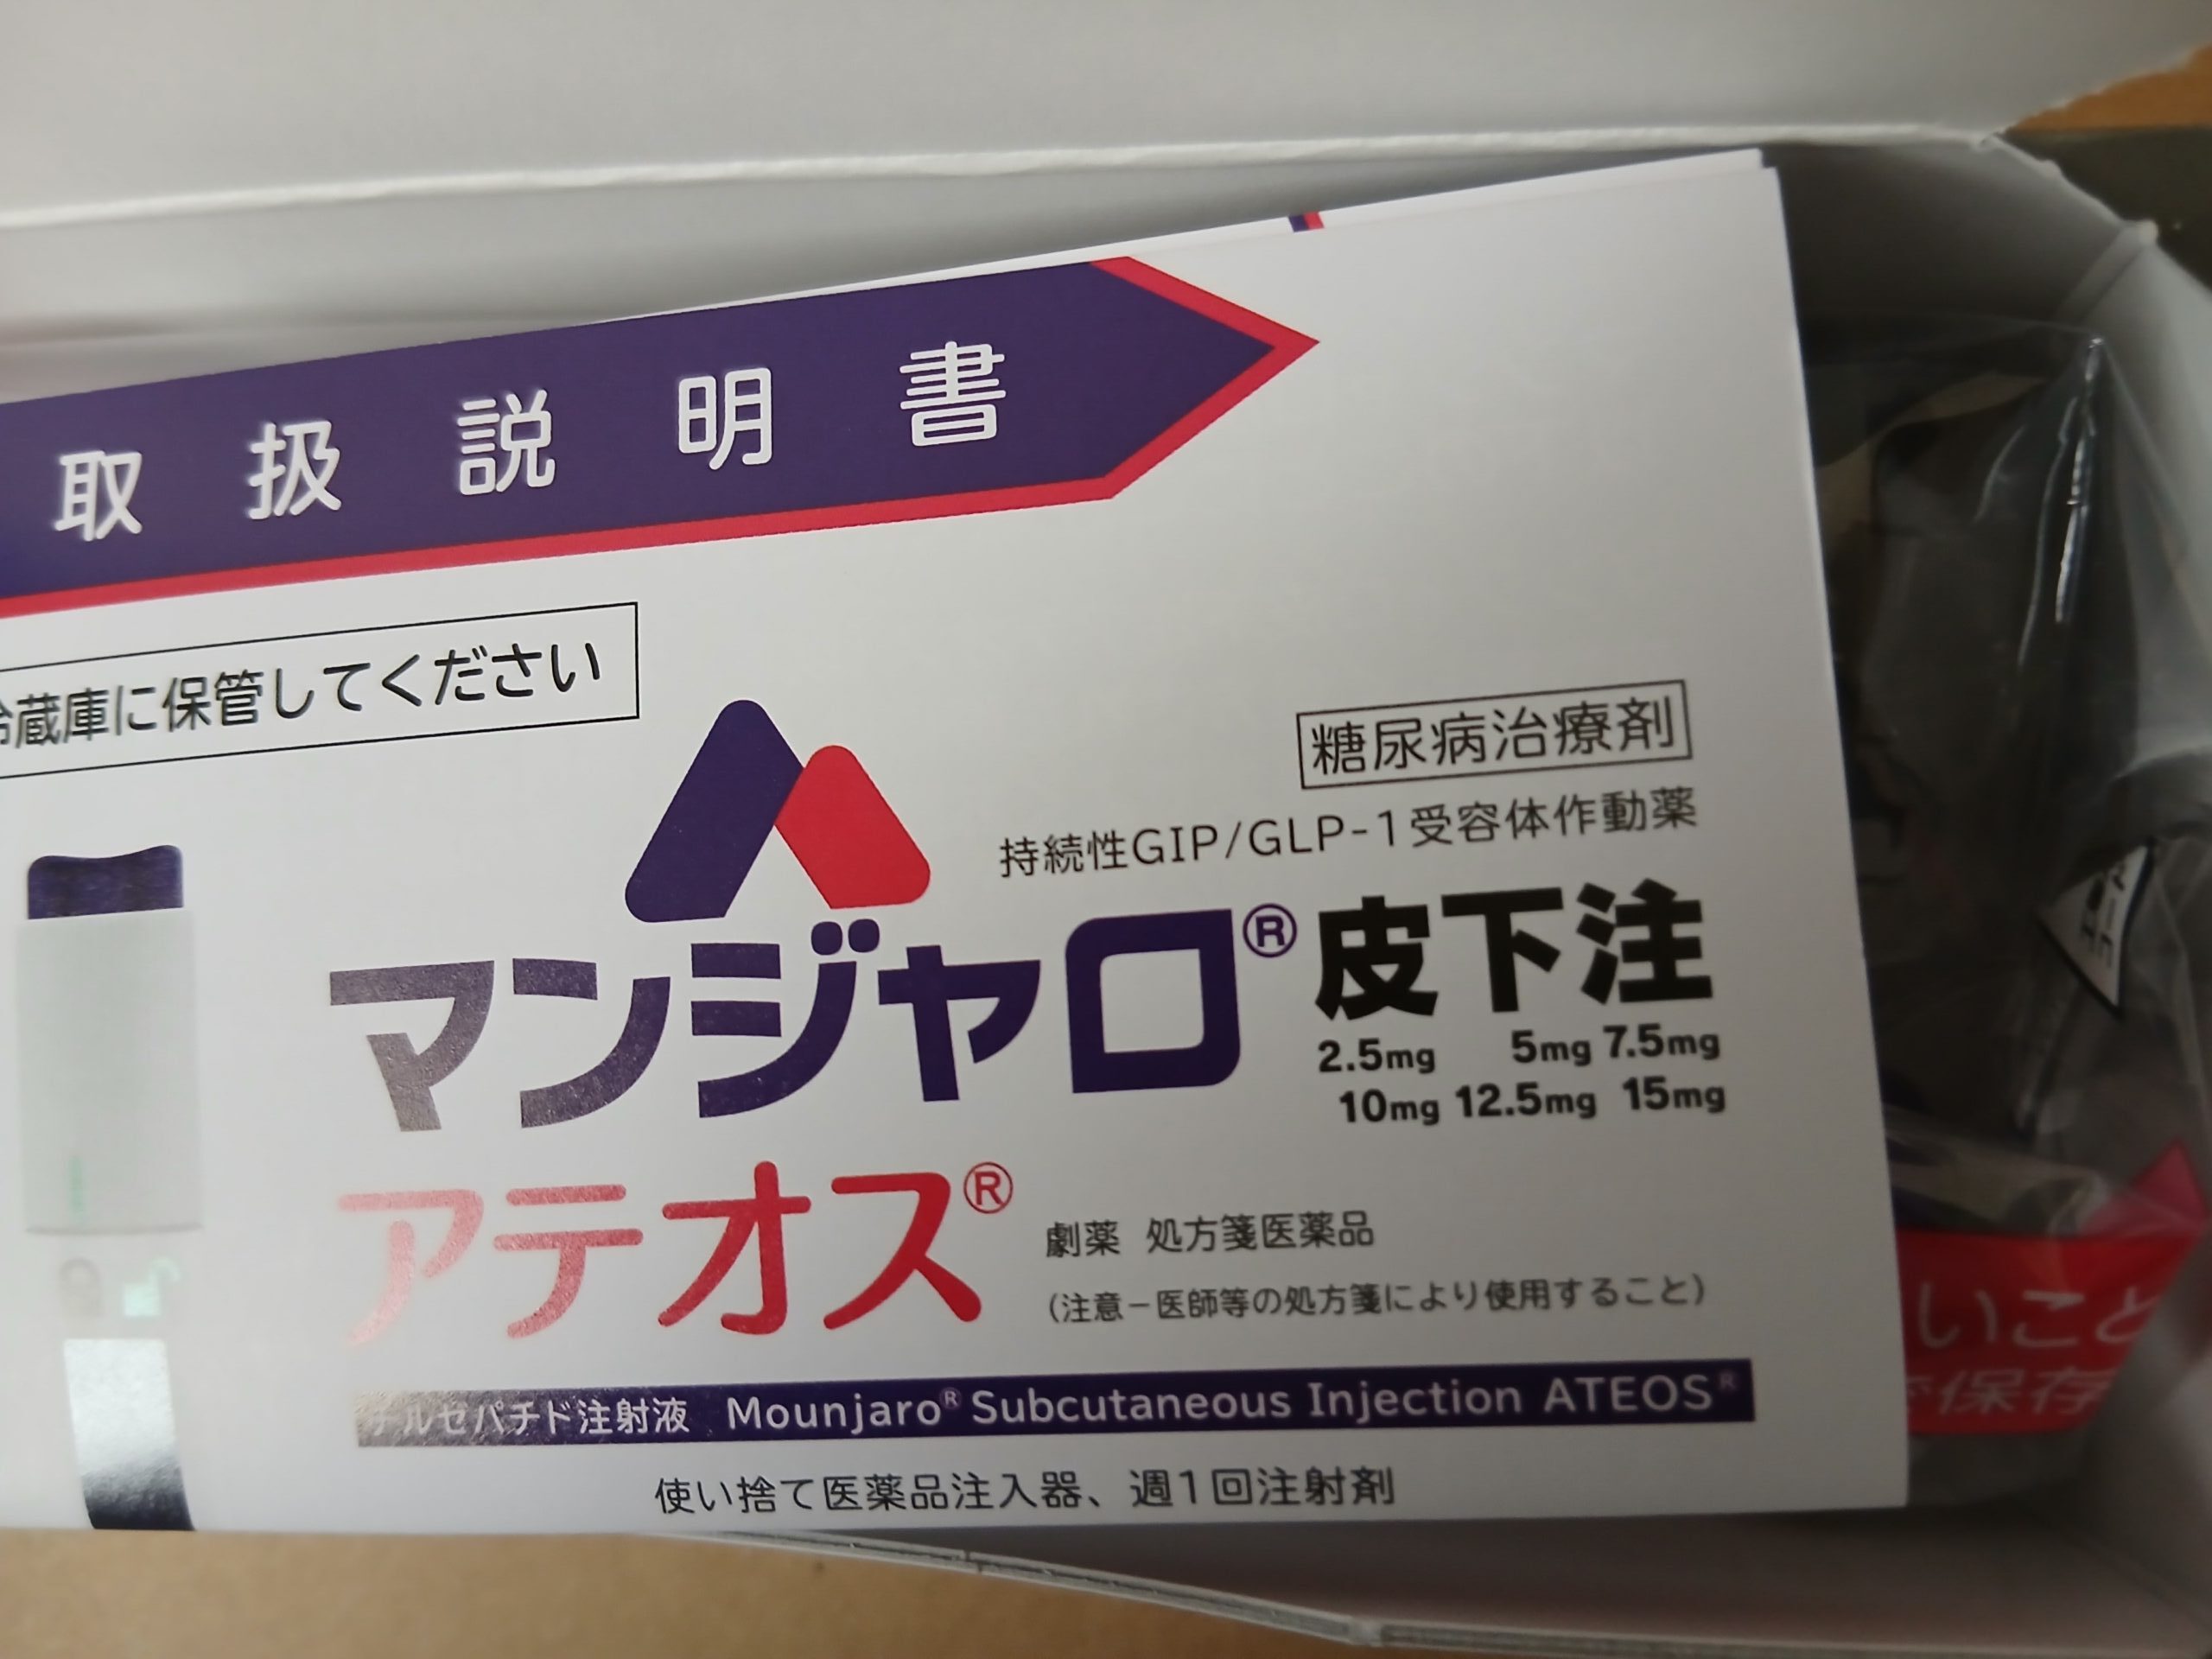 取扱説明書
冷蔵庫に保管してください
糖尿病治療剤
持続性GIP/GLP-1受容体作動薬
マンジャロ®皮下注
2.5mg 5mg 7.5mg
10mg 12.5mg 15mg
アテオス®
劇薬 処方箋医薬品
(注意－医師等の処方箋により使用すること)
チルゼパチド注射液 Mounjaro® Subcutaneous Injection ATEOS®
使い捨て医薬品注入器、週1回注射剤
いこと
で保存